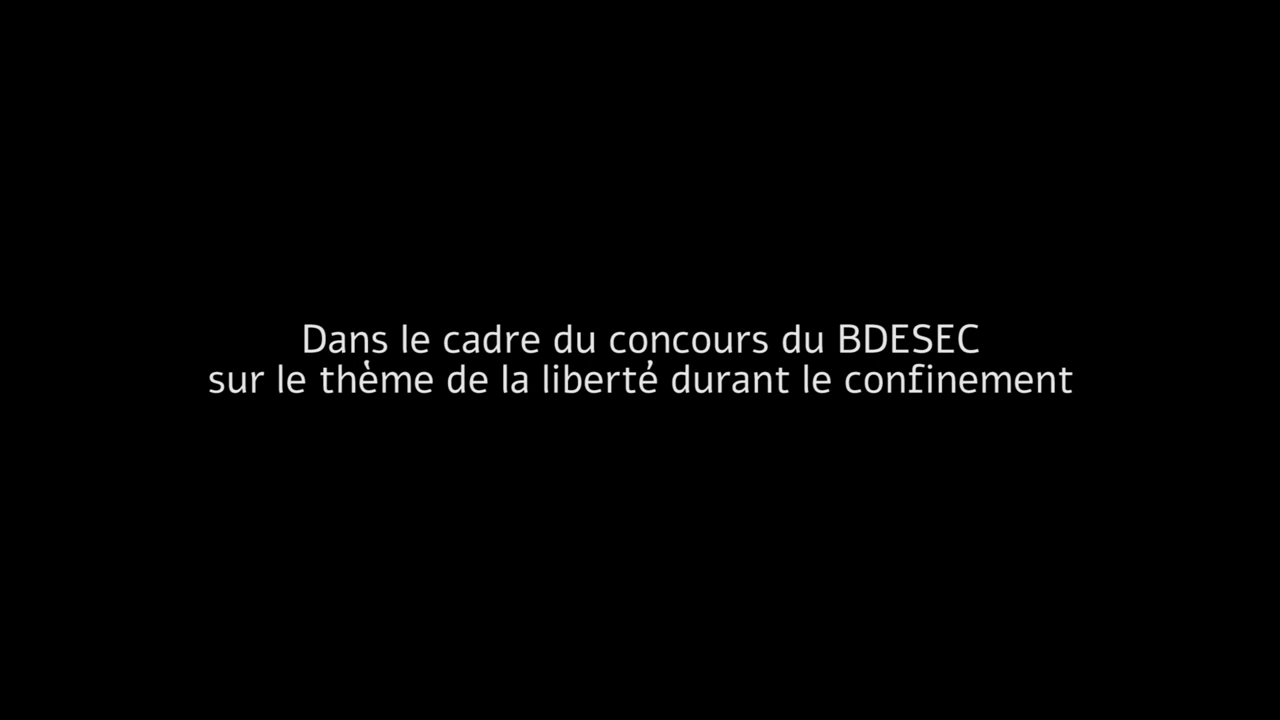 Dans le cadre du concours du BDESEC
sur le thème de la liberté durant le confinement